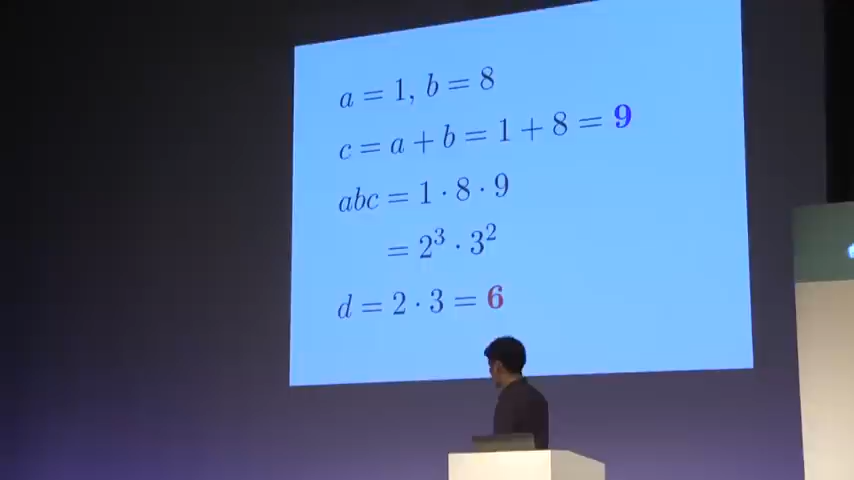 a = 1, b = 8
c = a + b = 1 + 8 = 9
abc = 1 · 8 · 9
= 2³ · 3²
d = 2 · 3 = 6